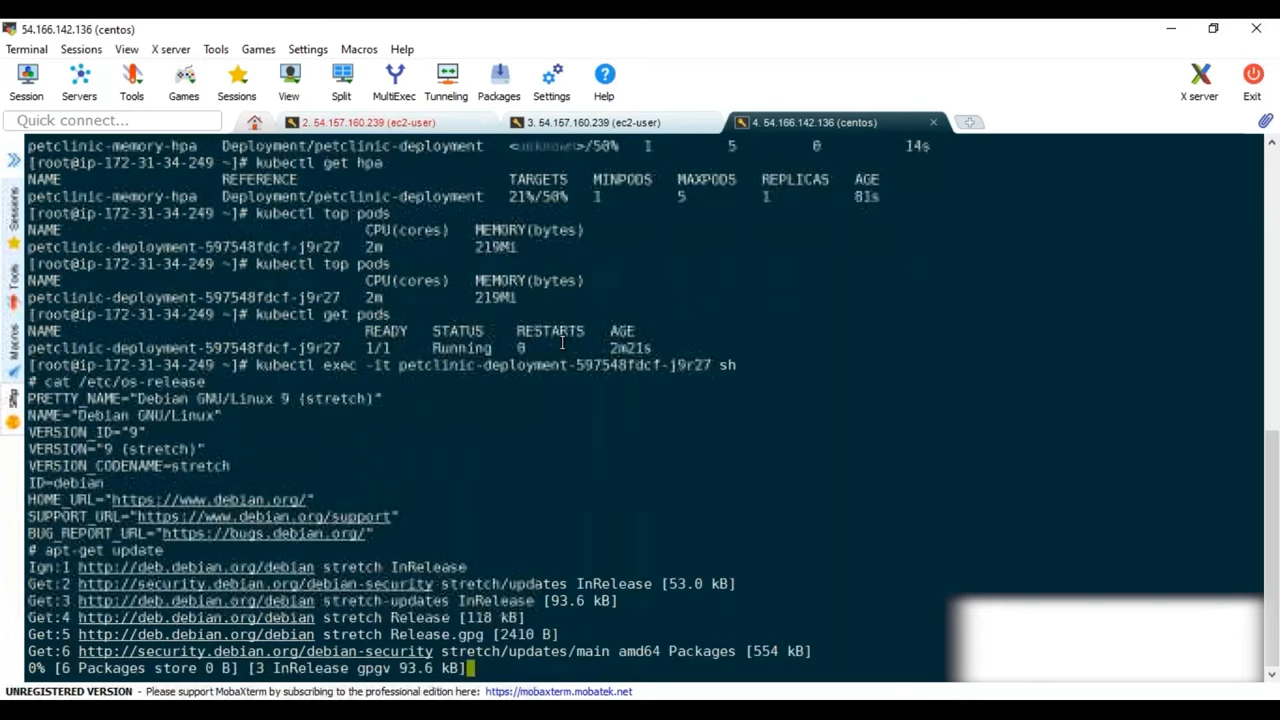 54.166.142.136 (centos)
Terminal Sessions View X server Tools Games Settings Macros Help
Session Servers Tools Games Sessions View Split MultiExec Tunneling Packages Settings Help X server Exit
Quick connect... 2. 54.157.160.239 (ec2-user) 3. 54.157.160.239 (ec2-user) 4. 54.166.142.136 (centos)
Sessions
Tools
Macros
Sftp
petclinic-memory-hpa Deployment/petclinic-deployment <unknown>/50% 1 5 0 14s
[root@ip-172-31-34-249 ~]# kubectl get hpa
NAME REFERENCE TARGETS MINPODS MAXPODS REPLICAS AGE
petclinic-memory-hpa Deployment/petclinic-deployment 21%/50% 1 5 1 81s
[root@ip-172-31-34-249 ~]# kubectl top pods
NAME CPU(cores) MEMORY(bytes)
petclinic-deployment-597548fdcf-j9r27 2m 219Mi
[root@ip-172-31-34-249 ~]# kubectl top pods
NAME CPU(cores) MEMORY(bytes)
petclinic-deployment-597548fdcf-j9r27 2m 219Mi
[root@ip-172-31-34-249 ~]# kubectl get pods
NAME READY STATUS RESTARTS AGE
petclinic-deployment-597548fdcf-j9r27 1/1 Running 0 2m21s
[root@ip-172-31-34-249 ~]# kubectl exec -it petclinic-deployment-597548fdcf-j9r27 sh
# cat /etc/os-release
PRETTY_NAME="Debian GNU/Linux 9 (stretch)"
NAME="Debian GNU/Linux"
VERSION_ID="9"
VERSION="9 (stretch)"
VERSION_CODENAME=stretch
ID=debian
HOME_URL="https://www.debian.org/"
SUPPORT_URL="https://www.debian.org/support"
BUG_REPORT_URL="https://bugs.debian.org/"
# apt-get update
Ign:1 http://deb.debian.org/debian stretch InRelease
Get:2 http://security.debian.org/debian-security stretch/updates InRelease [53.0 kB]
Get:3 http://deb.debian.org/debian stretch-updates InRelease [93.6 kB]
Get:4 http://deb.debian.org/debian stretch Release [118 kB]
Get:5 http://deb.debian.org/debian stretch Release.gpg [2410 B]
Get:6 http://security.debian.org/debian-security stretch/updates/main amd64 Packages [554 kB]
0% [6 Packages store 0 B] [3 InRelease gpgv 93.6 kB]
UNREGISTERED VERSION - Please support MobaXterm by subscribing to the professional edition here: https://mobaxterm.mobatek.net